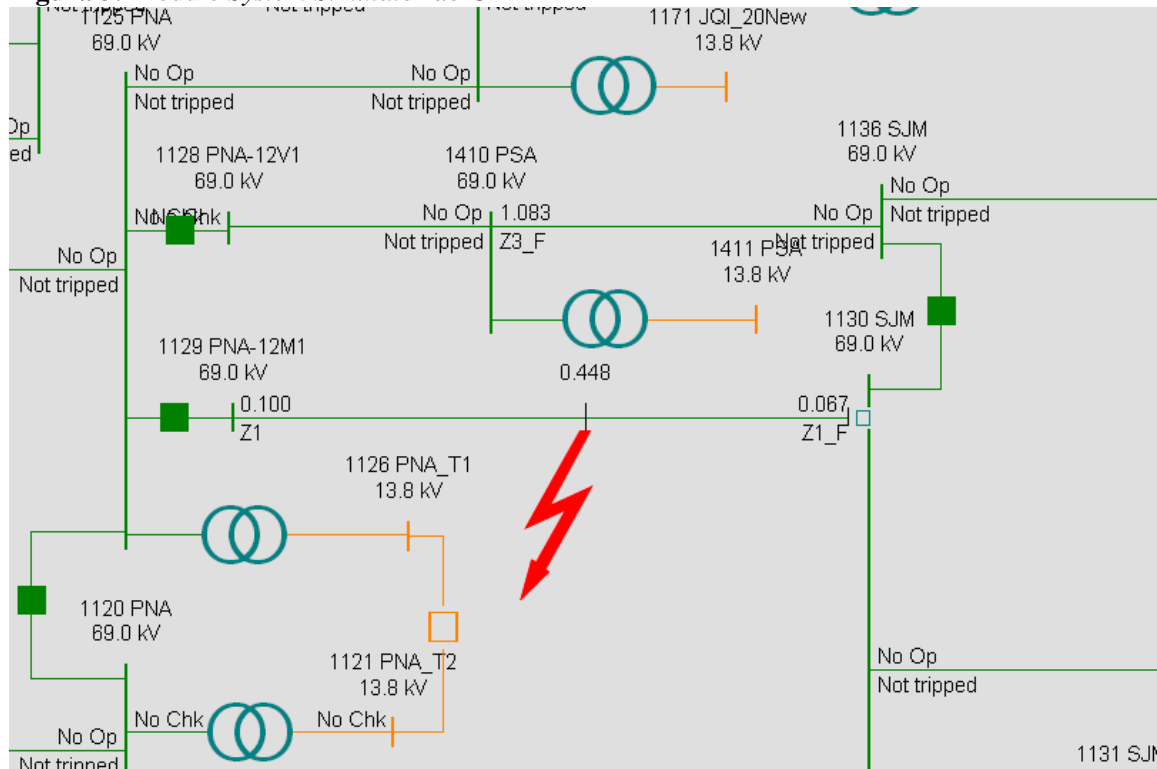 1125 PNA
69.0 kV
1171 JQI_20New
13.8 kV
No Op
Not tripped
No Op
Not tripped
1136 SJM
69.0 kV
1128 PNA-12V1
69.0 kV
1410 PSA
69.0 kV
No Op
Not tripped
No Op
Not tripped
1.083
Z3_F
No Op
Not tripped
No Op
Not tripped
1411 PSA
13.8 kV
1130 SJM
69.0 kV
1129 PNA-12M1
69.0 kV
0.448
0.100
Z1
0.067
Z1_F
1126 PNA_T1
13.8 kV
1120 PNA
69.0 kV
1121 PNA_T2
13.8 kV
No Op
Not tripped
No Chk
No Chk
No Op
Not tripped
1131 SJM